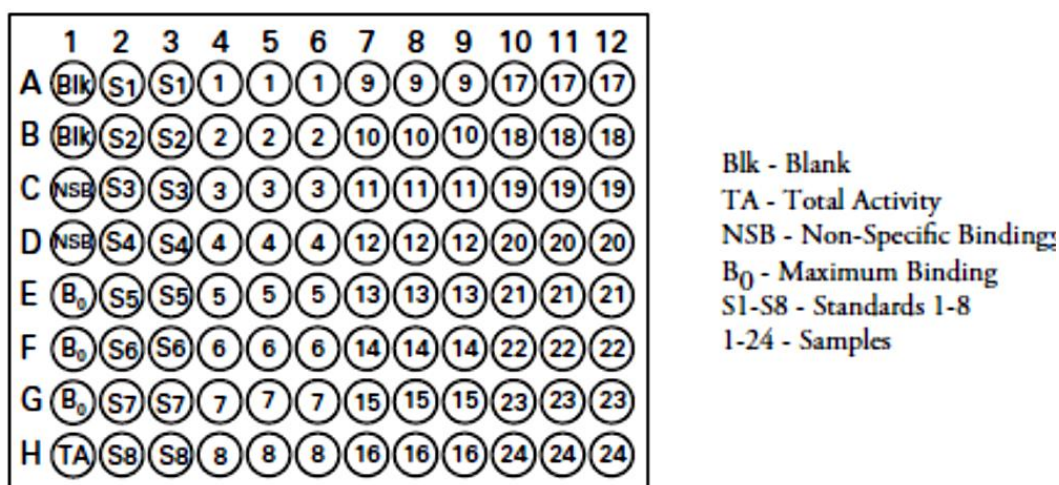 1 2 3 4 5 6 7 8 9 10 11 12
A Blk S1 S1 1 1 1 9 9 9 17 17 17
B Blk S2 S2 2 2 2 10 10 10 18 18 18
C NSB S3 S3 3 3 3 11 11 11 19 19 19
D NSB S4 S4 4 4 4 12 12 12 20 20 20
E B₀ S5 S5 5 5 5 13 13 13 21 21 21
F B₀ S6 S6 6 6 6 14 14 14 22 22 22
G B₀ S7 S7 7 7 7 15 15 15 23 23 23
H TA S8 S8 8 8 8 16 16 16 24 24 24
Blk - Blank
TA - Total Activity
NSB - Non-Specific Bindings
B₀ - Maximum Binding
S1-S8 - Standards 1-8
1-24 - Samples